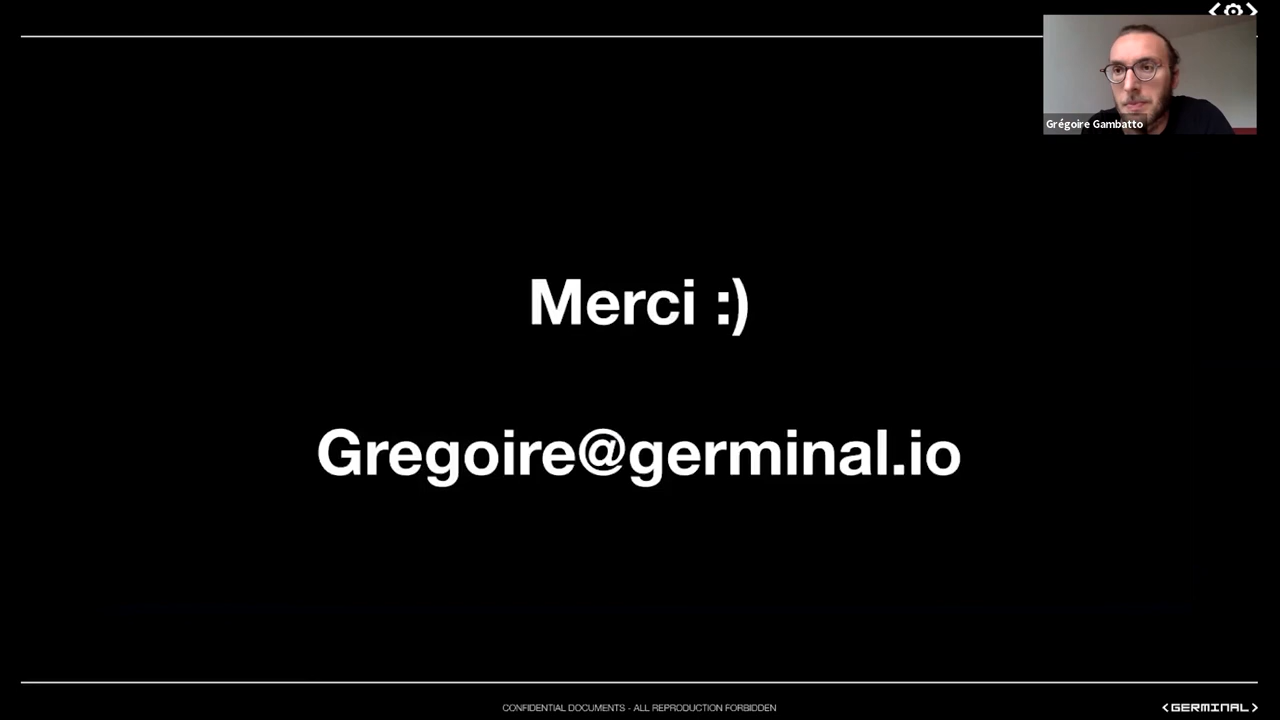 Grégoire Gambatto
Merci :)
Gregoire@germinal.io
CONFIDENTIAL DOCUMENTS - ALL REPRODUCTION FORBIDDEN
<GERMINAL>